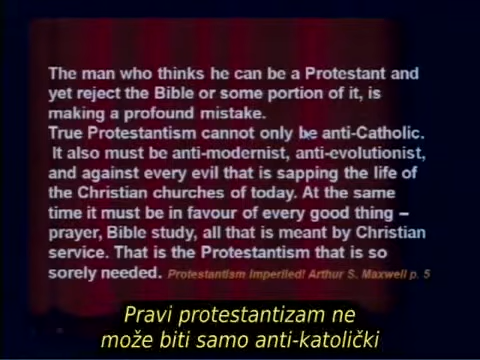 The man who thinks he can be a Protestant and
yet reject the Bible or some portion of it, is
making a profound mistake.
True Protestantism cannot only be anti-Catholic.
It also must be anti-modernist, anti-evolutionist,
and against every evil that is sapping the life of
the Christian churches of today. At the same
time it must be in favour of every good thing –
prayer, Bible study, all that is meant by Christian
service. That is the Protestantism that is so
sorely needed. Protestantism Imperiled! Arthur S. Maxwell p. 5
Pravi protestantizam ne
može biti samo anti-katolički